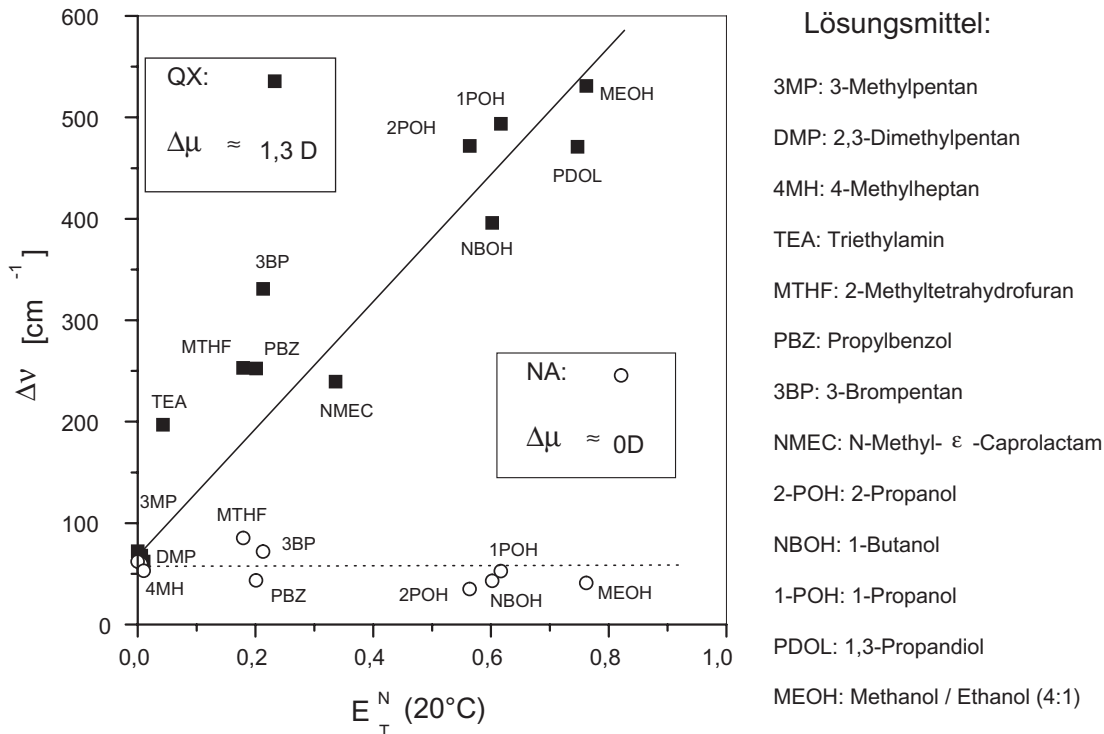 600
500
400
300
200
100
0
Δν [cm⁻¹]
QX: ■
Δμ ≈ 1,3 D
1POH
MEOH
2POH
PDOL
NBOH
3BP
MTHF
PBZ
NMEC
TEA
NA: ○
Δμ ≈ 0D
3MP
DMP
4MH
MTHF
3BP
PBZ
1POH
2POH
NBOH
MEOH
0,0 0,2 0,4 0,6 0,8 1,0
E_T^N (20°C)
Lösungsmittel:
3MP: 3-Methylpentan
DMP: 2,3-Dimethylpentan
4MH: 4-Methylheptan
TEA: Triethylamin
MTHF: 2-Methyltetrahydrofuran
PBZ: Propylbenzol
3BP: 3-Brompentan
NMEC: N-Methyl- ε -Caprolactam
2-POH: 2-Propanol
NBOH: 1-Butanol
1-POH: 1-Propanol
PDOL: 1,3-Propandiol
MEOH: Methanol / Ethanol (4:1)